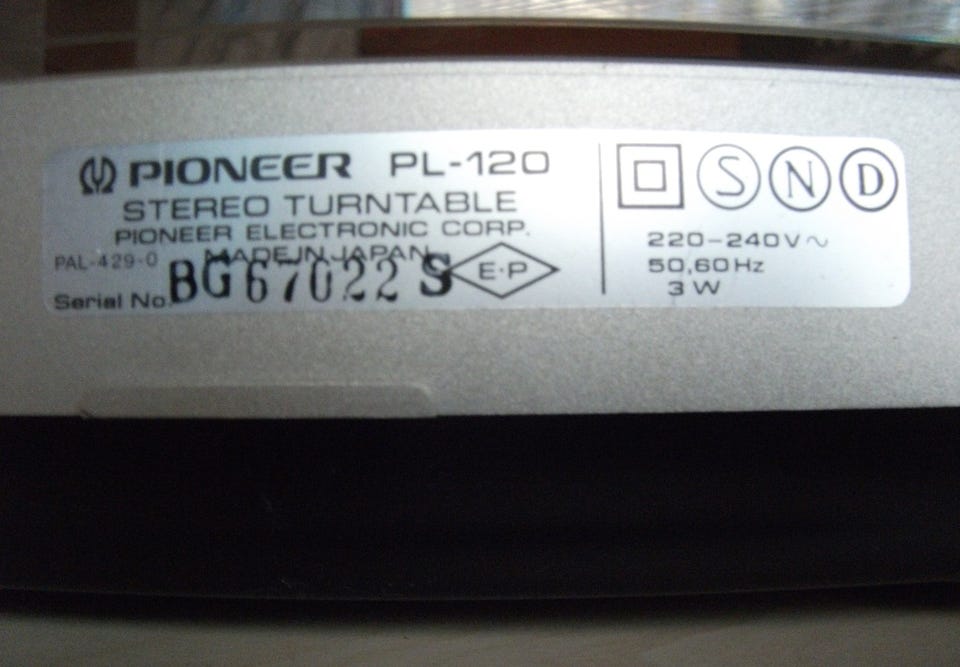 PIONEER PL-120
STEREO TURNTABLE
PIONEER ELECTRONIC CORP.
MADE IN JAPAN
PAL-429-0
Serial No. BG67022S
E·P
S N D
220-240V~
50,60Hz
3W